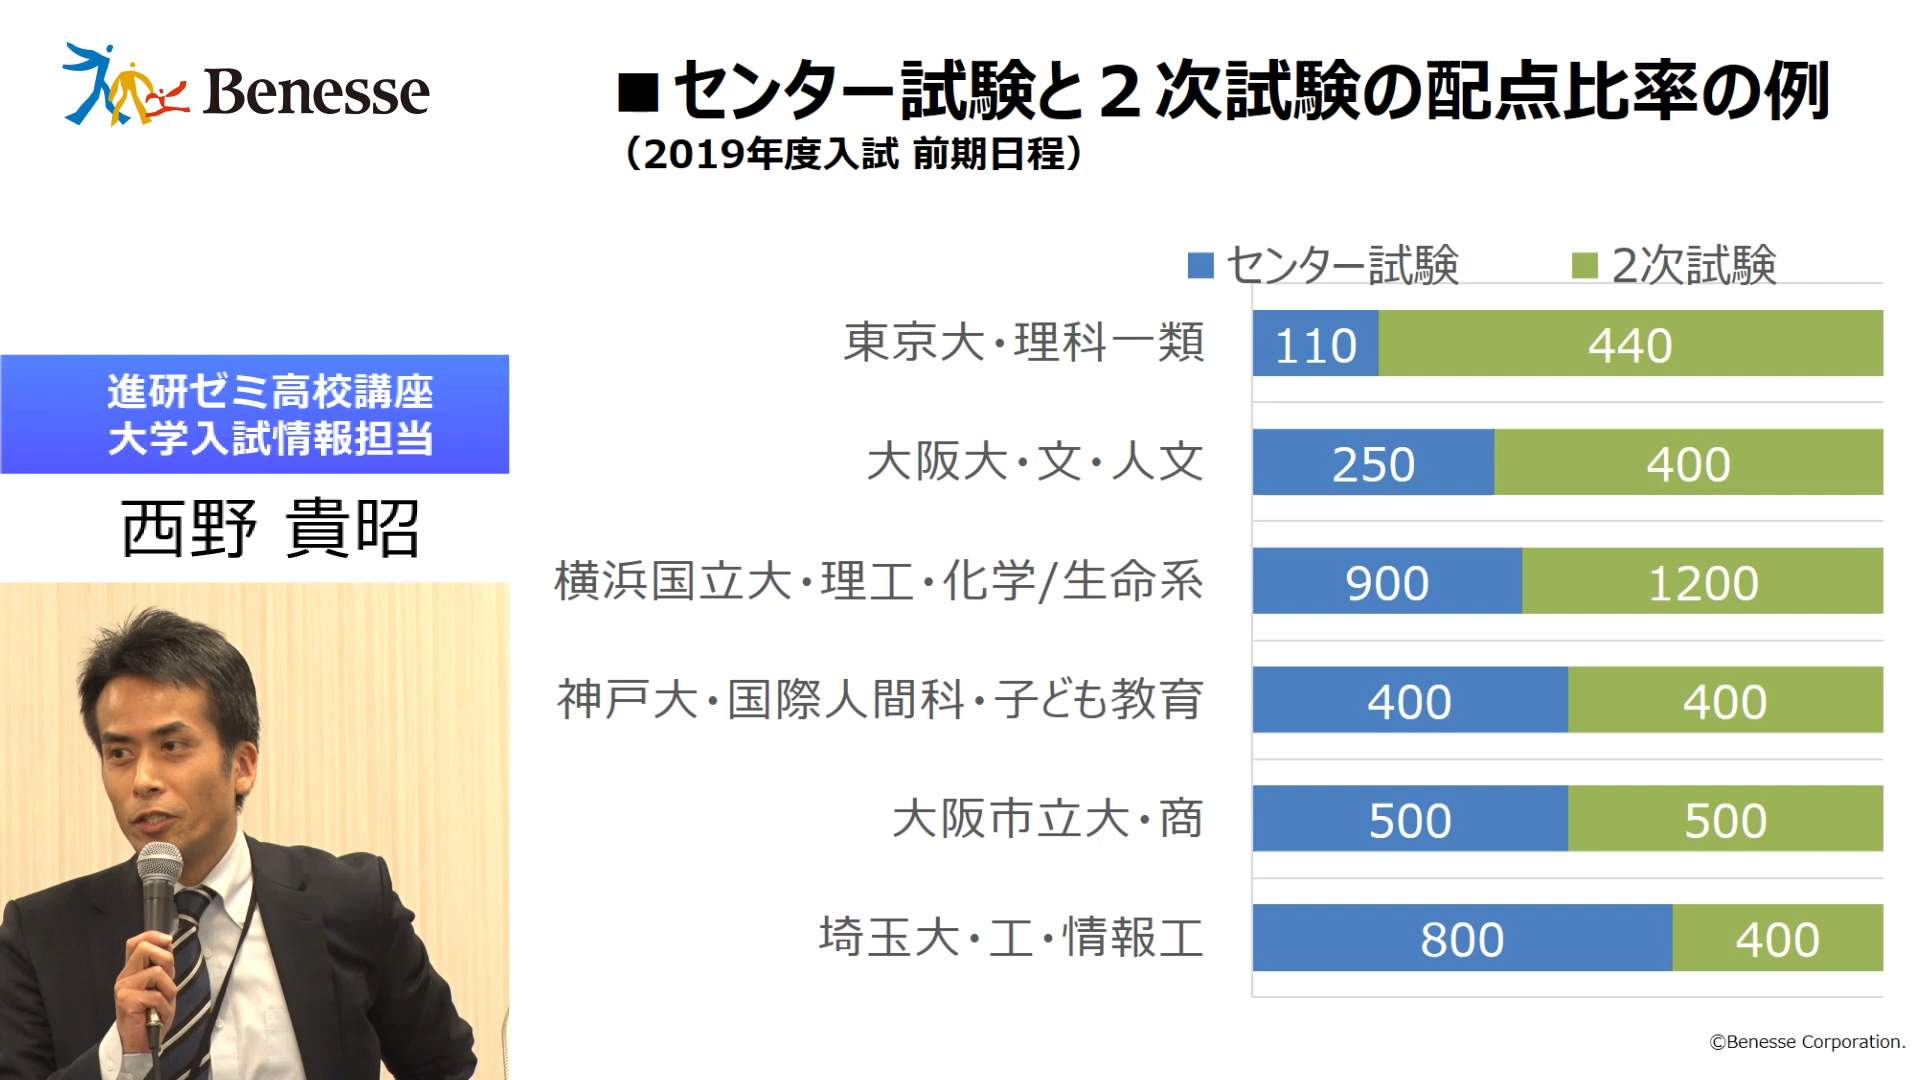 Benesse
■センター試験と２次試験の配点比率の例
（2019年度入試 前期日程）
進研ゼミ高校講座
大学入試情報担当
西野 貴昭
センター試験 2次試験
東京大・理科一類 110 440
大阪大・文・人文 250 400
横浜国立大・理工・化学/生命系 900 1200
神戸大・国際人間科・子ども教育 400 400
大阪市立大・商 500 500
埼玉大・工・情報工 800 400
©Benesse Corporation.